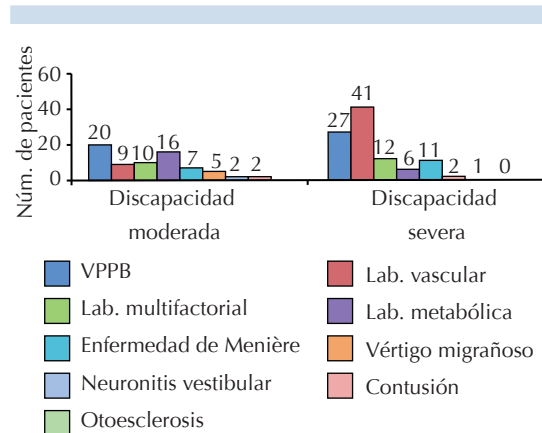 Núm. de pacientes
60
40
20
0
20 9 10 16 7 5 2 2
27 41 12 6 11 2 1 0
Discapacidad moderada
Discapacidad severa
VPPB
Lab. vascular
Lab. multifactorial
Lab. metabólica
Enfermedad de Menière
Vértigo migrañoso
Neuronitis vestibular
Contusión
Otoesclerosis